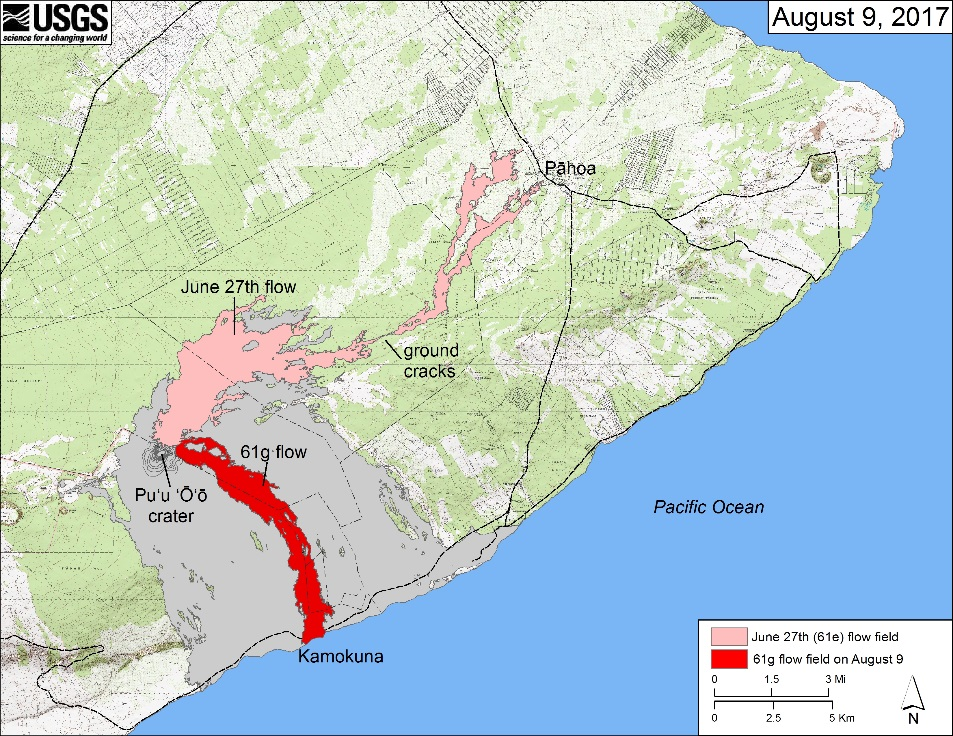 USGS
science for a changing world
August 9, 2017
Pāhoa
June 27th flow
ground
cracks
61g flow
Puʻu ʻŌʻō
crater
Pacific Ocean
Kamokuna
June 27th (61e) flow field
61g flow field on August 9
0 1.5 3 Mi
0 2.5 5 Km
N